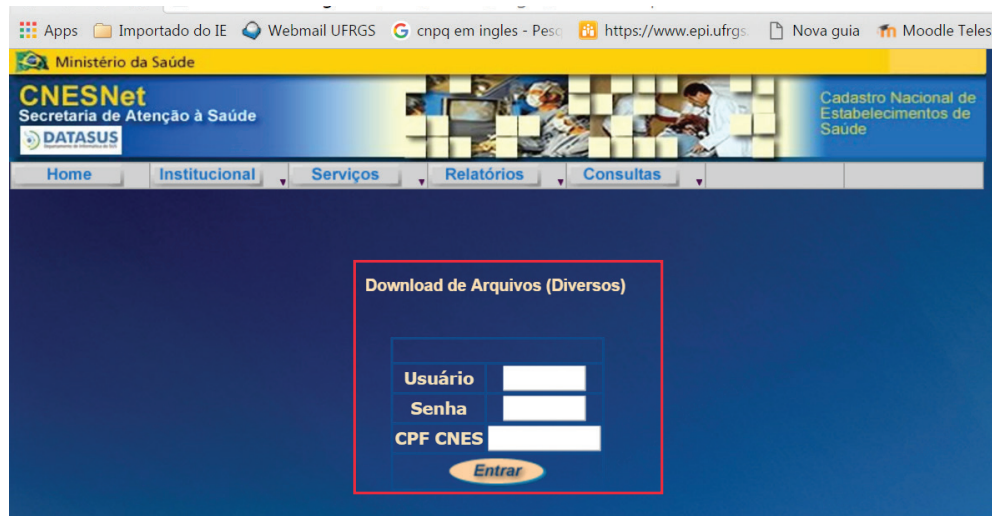 Apps Importado do IE Webmail UFRGS cnpq em ingles - Pesq https://www.epi.ufrgs. Nova guia Moodle Teles
Ministério da Saúde
CNESNet
Secretaria de Atenção à Saúde
DATASUS
Cadastro Nacional de
Estabelecimentos de
Saúde
Home Institucional Serviços Relatórios Consultas
Download de Arquivos (Diversos)
Usuário
Senha
CPF CNES
Entrar